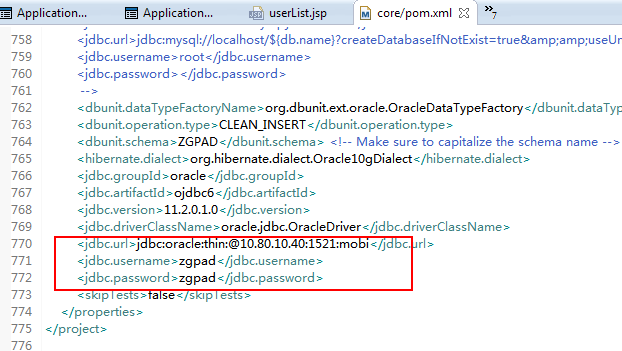 Application... Application... userList.jsp core/pom.xml »7
758 <jdbc.url>jdbc:mysql://localhost/${db.name}?createDatabaseIfNotExist=true&amp;amp;useUn
759 <jdbc.username>root</jdbc.username>
760 <jdbc.password></jdbc.password>
761 -->
762 <dbunit.dataTypeFactoryName>org.dbunit.ext.oracle.OracleDataTypeFactory</dbunit.dataTyp
763 <dbunit.operation.type>CLEAN_INSERT</dbunit.operation.type>
764 <dbunit.schema>ZGPAD</dbunit.schema> <!-- Make sure to capitalize the schema name -->
765 <hibernate.dialect>org.hibernate.dialect.Oracle10gDialect</hibernate.dialect>
766 <jdbc.groupId>oracle</jdbc.groupId>
767 <jdbc.artifactId>ojdbc6</jdbc.artifactId>
768 <jdbc.version>11.2.0.1.0</jdbc.version>
769 <jdbc.driverClassName>oracle.jdbc.OracleDriver</jdbc.driverClassName>
770 <jdbc.url>jdbc:oracle:thin:@10.80.10.40:1521:mobi</jdbc.url>
771 <jdbc.username>zgpad</jdbc.username>
772 <jdbc.password>zgpad</jdbc.password>
773 <skipTests>false</skipTests>
774 </properties>
775 </project>
776